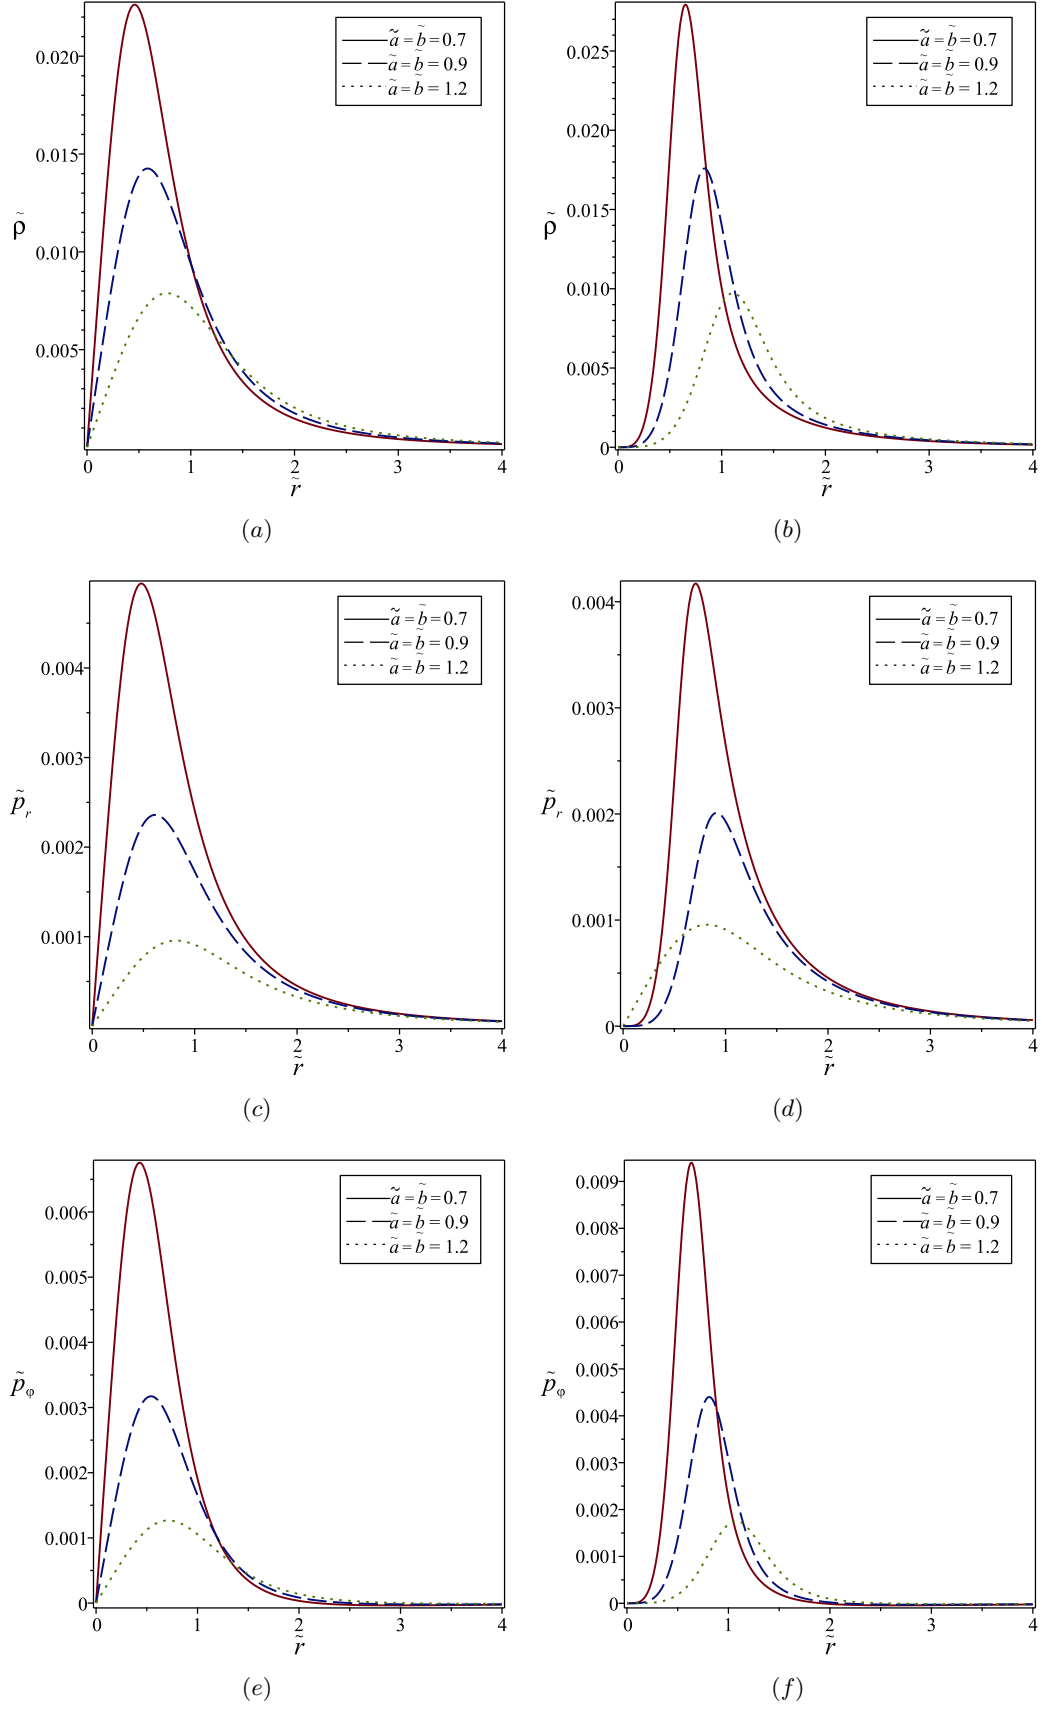 ã = b̃ = 0.7
ã = b̃ = 0.9
ã = b̃ = 1.2
0.020
0.015
0.010
0.005
ρ̃
0 1 2 3 4
r̃
(a)
ã = b̃ = 0.7
ã = b̃ = 0.9
ã = b̃ = 1.2
0.025
0.020
0.015
0.010
0.005
0
ρ̃
0 1 2 3 4
r̃
(b)
ã = b̃ = 0.7
ã = b̃ = 0.9
ã = b̃ = 1.2
0.004
0.003
0.002
0.001
p̃r
0 1 2 3 4
r̃
(c)
ã = b̃ = 0.7
ã = b̃ = 0.9
ã = b̃ = 1.2
0.004
0.003
0.002
0.001
0
p̃r
0 1 2 3 4
r̃
(d)
ã = b̃ = 0.7
ã = b̃ = 0.9
ã = b̃ = 1.2
0.006
0.005
0.004
0.003
0.002
0.001
0
p̃φ
0 1 2 3 4
r̃
(e)
ã = b̃ = 0.7
ã = b̃ = 0.9
ã = b̃ = 1.2
0.009
0.008
0.007
0.006
0.005
0.004
0.003
0.002
0.001
0
p̃φ
0 1 2 3 4
r̃
(f)